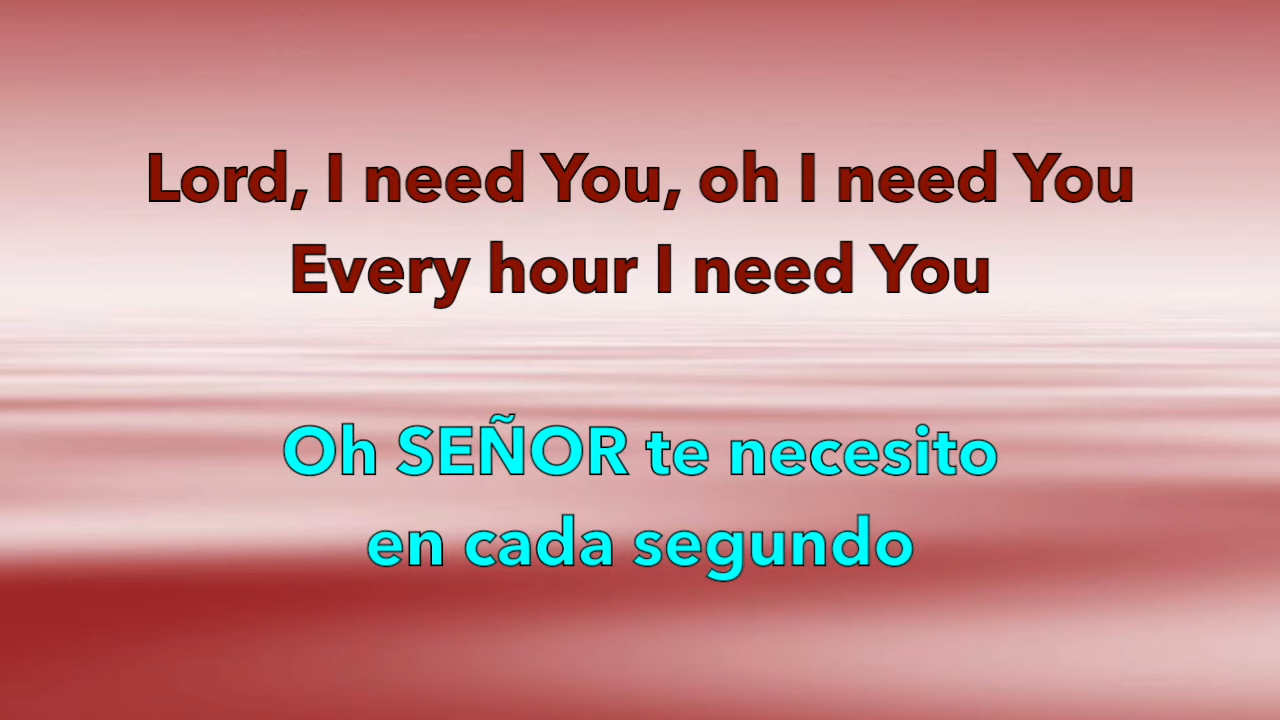 Lord, I need You, oh I need You
Every hour I need You
Oh SEÑOR te necesito
en cada segundo